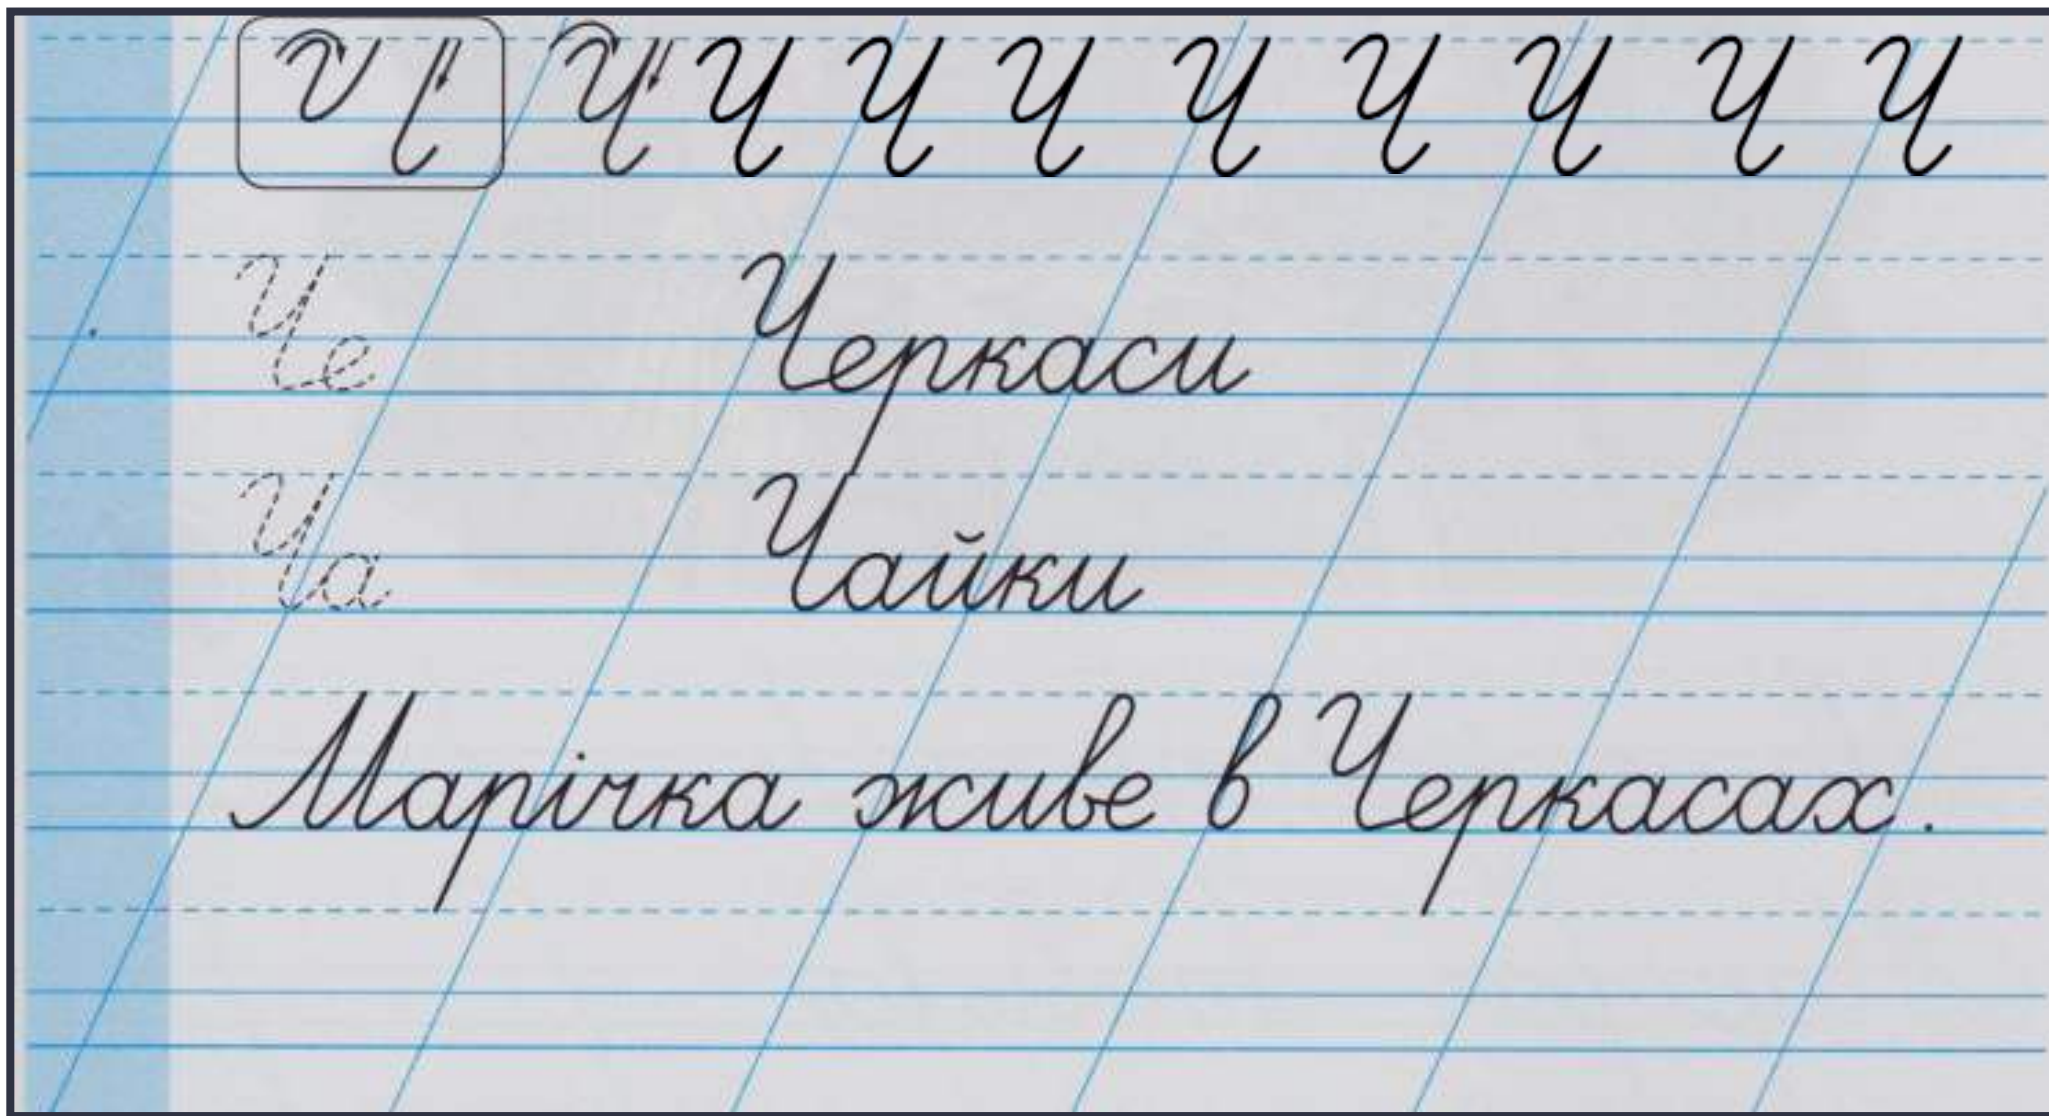 Ч Ч Ч Ч Ч Ч Ч Ч Ч
Че Черкаси
Ча Чайки
Марічка живе в Черкасах.